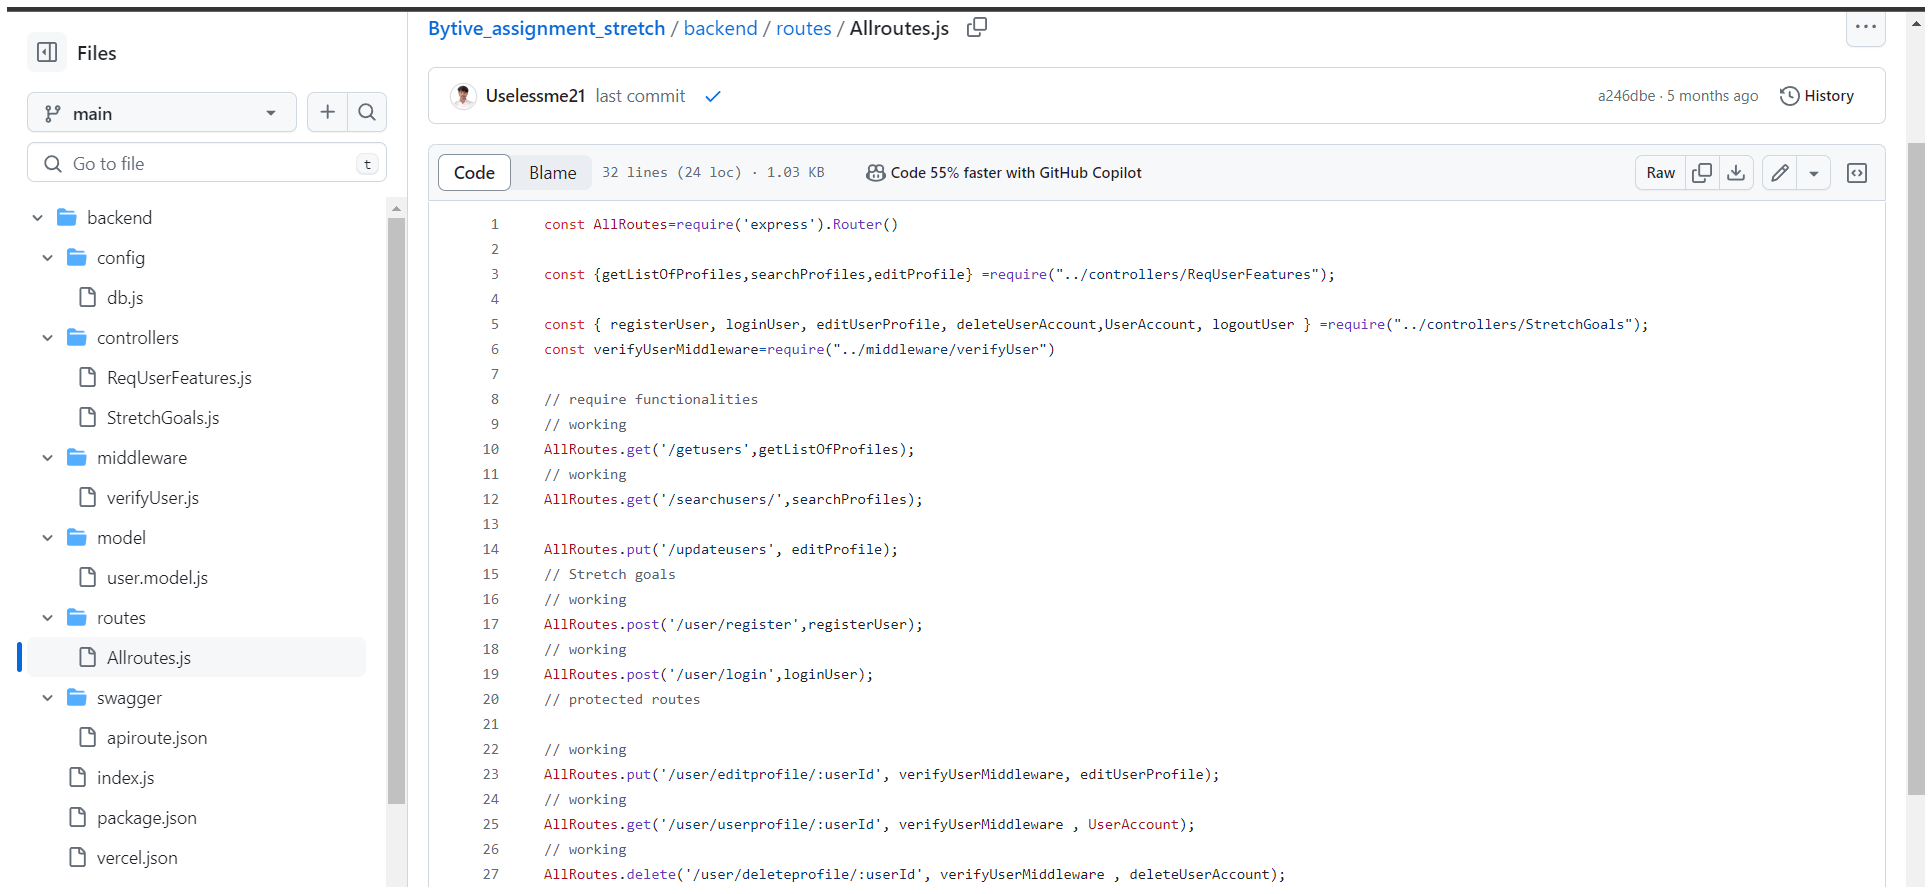 Files
main
Go to file
t
backend
config
db.js
controllers
ReqUserFeatures.js
StretchGoals.js
middleware
verifyUser.js
model
user.model.js
routes
Allroutes.js
swagger
apiroute.json
index.js
package.json
vercel.json
Bytive_assignment_stretch / backend / routes / Allroutes.js
Uselessme21 last commit
a246dbe · 5 months ago
History
Code
Blame
32 lines (24 loc) · 1.03 KB
Code 55% faster with GitHub Copilot
Raw
1 const AllRoutes=require('express').Router()
2
3 const {getListOfProfiles,searchProfiles,editProfile} =require("../controllers/ReqUserFeatures");
4
5 const { registerUser, loginUser, editUserProfile, deleteUserAccount,UserAccount, logoutUser } =require("../controllers/StretchGoals");
6 const verifyUserMiddleware=require("../middleware/verifyUser")
7
8 // require functionalities
9 // working
10 AllRoutes.get('/getusers',getListOfProfiles);
11 // working
12 AllRoutes.get('/searchusers/',searchProfiles);
13
14 AllRoutes.put('/updateusers', editProfile);
15 // Stretch goals
16 // working
17 AllRoutes.post('/user/register',registerUser);
18 // working
19 AllRoutes.post('/user/login',loginUser);
20 // protected routes
21
22 // working
23 AllRoutes.put('/user/editprofile/:userId', verifyUserMiddleware, editUserProfile);
24 // working
25 AllRoutes.get('/user/userprofile/:userId', verifyUserMiddleware , UserAccount);
26 // working
27 AllRoutes.delete('/user/deleteprofile/:userId', verifyUserMiddleware , deleteUserAccount);